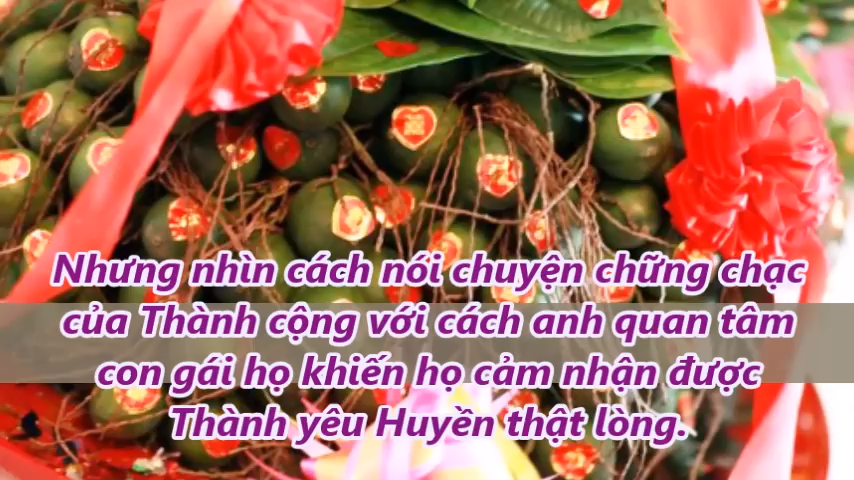 Nhưng nhìn cách nói chuyện chững chạc
của Thành cộng với cách anh quan tâm
con gái họ khiến họ cảm nhận được
Thành yêu Huyền thật lòng.